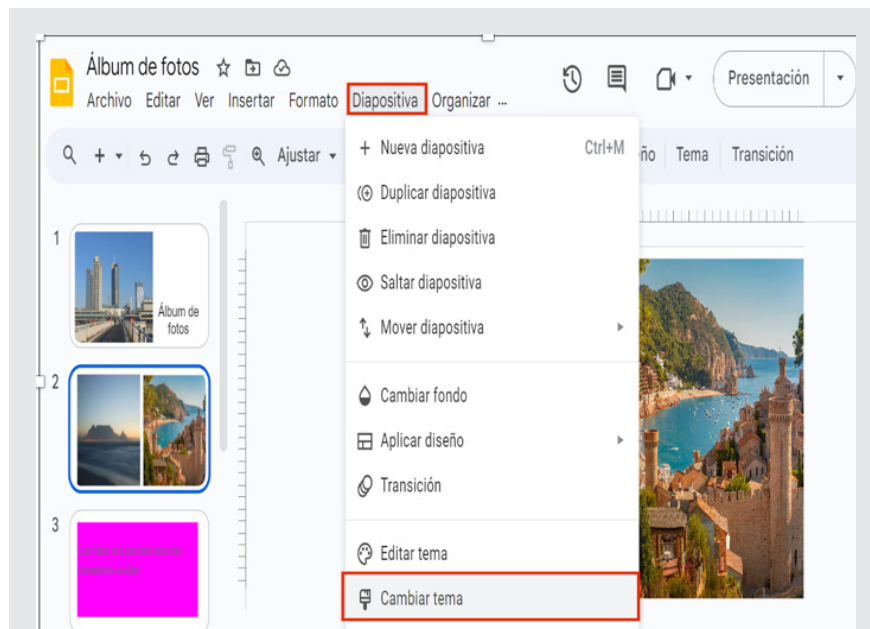 Álbum de fotos
Archivo Editar Ver Insertar Formato Diapositiva Organizar ...
Presentación
Ajustar
ño Tema Transición
+ Nueva diapositiva Ctrl+M
Duplicar diapositiva
Eliminar diapositiva
Saltar diapositiva
Mover diapositiva
Cambiar fondo
Aplicar diseño
Transición
Editar tema
Cambiar tema
1
Álbum de
fotos
2
3